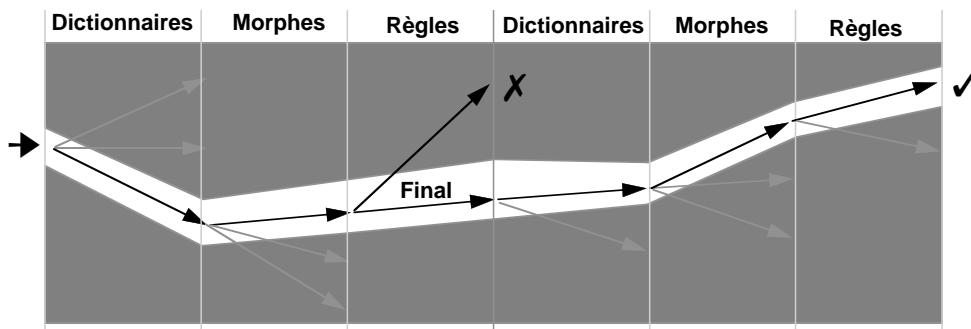 Dictionnaires Morphes Règles Dictionnaires Morphes Règles
✗
✓
Final